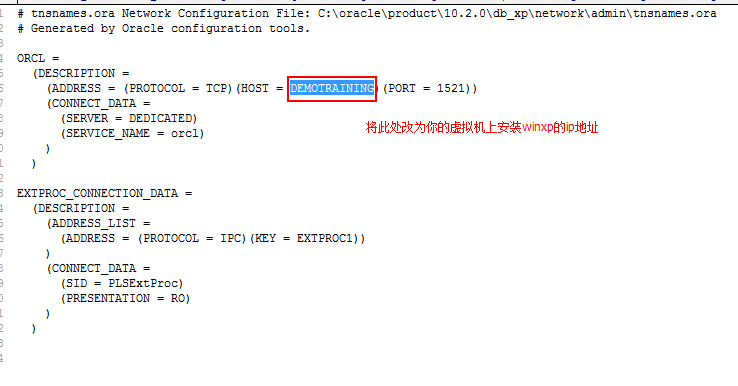 # tnsnames.ora Network Configuration File: C:\oracle\product\10.2.0\db_xp\network\admin\tnsnames.ora
# Generated by Oracle configuration tools.
ORCL =
(DESCRIPTION =
(ADDRESS = (PROTOCOL = TCP)(HOST = DEMOTRAINING)(PORT = 1521))
(CONNECT_DATA =
(SERVER = DEDICATED)
将此处改为你的虚拟机上安装winxp的ip地址
(SERVICE_NAME = orcl)
)
)
EXTPROC_CONNECTION_DATA =
(DESCRIPTION =
(ADDRESS_LIST =
(ADDRESS = (PROTOCOL = IPC)(KEY = EXTPROC1))
)
(CONNECT_DATA =
(SID = PLSExtProc)
(PRESENTATION = RO)
)
)